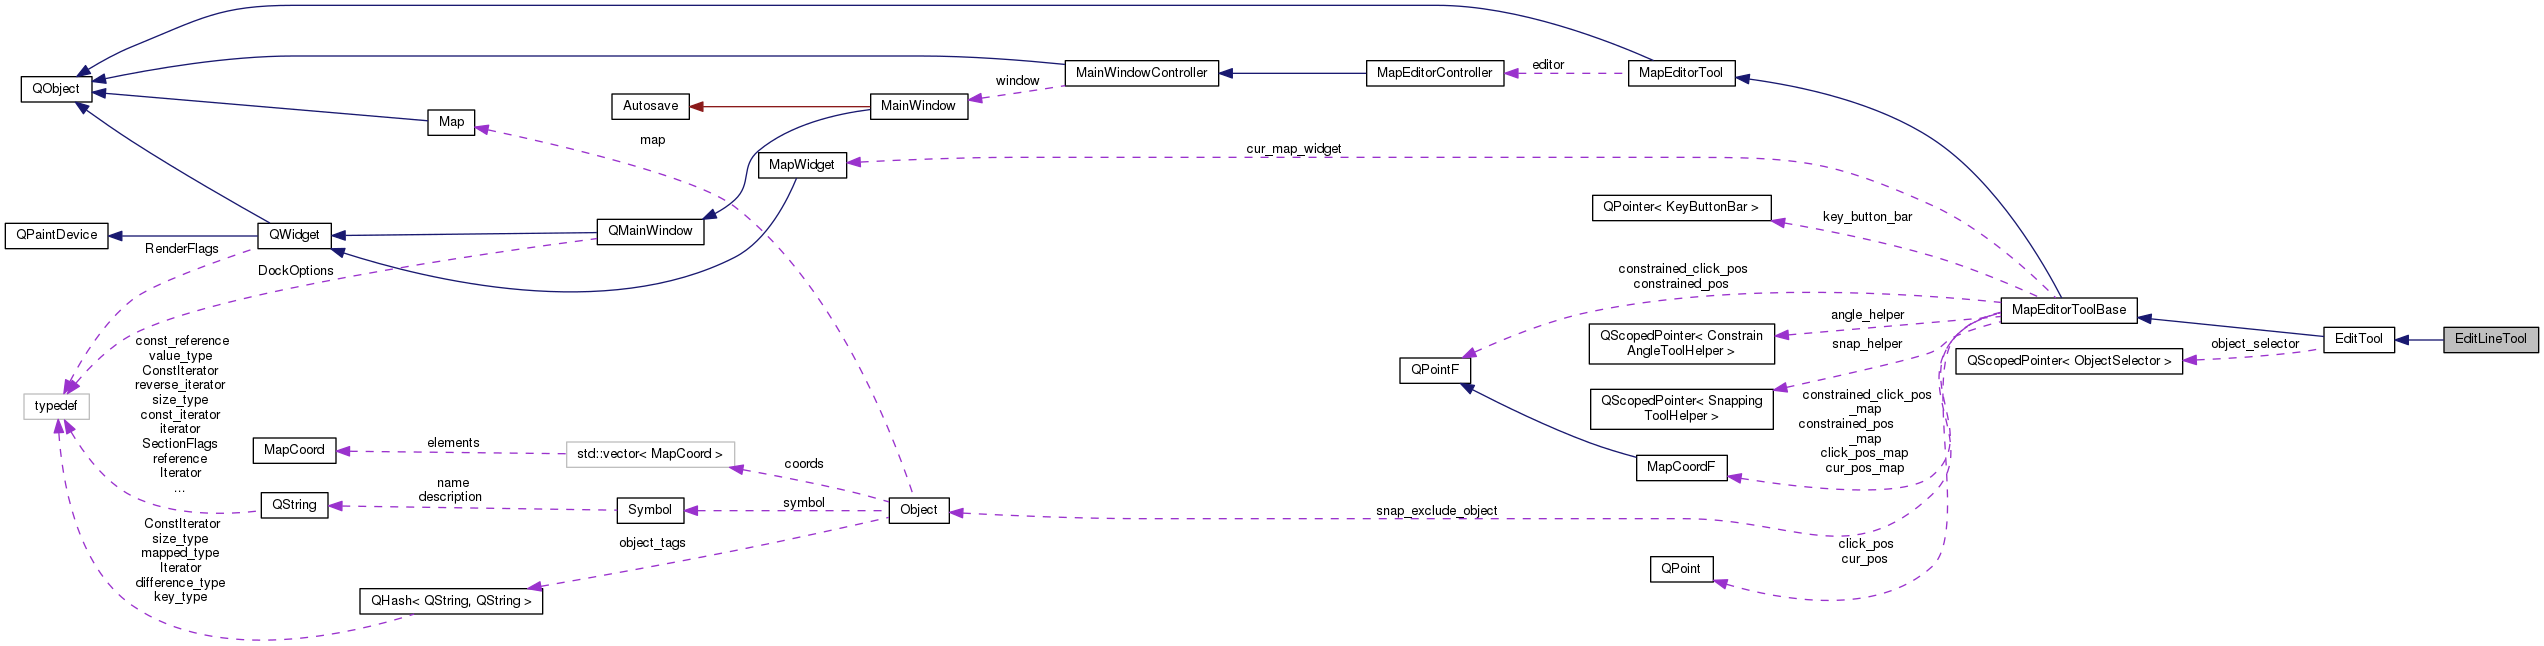 MainWindowController
MapEditorController
editor
MapEditorTool
QObject
window
Autosave
MainWindow
Map
map
MapWidget
cur_map_widget
QPointer< KeyButtonBar >
key_button_bar
QPaintDevice
QWidget
QMainWindow
RenderFlags
DockOptions
constrained_click_pos
constrained_pos
MapEditorToolBase
angle_helper
QScopedPointer< Constrain
AngleToolHelper >
snap_helper
EditTool
EditLineTool
object_selector
QScopedPointer< ObjectSelector >
QPointF
QScopedPointer< Snapping
ToolHelper >
constrained_click_pos
_map
constrained_pos
_map
click_pos_map
cur_pos_map
MapCoordF
const_reference
value_type
ConstIterator
reverse_iterator
size_type
const_iterator
iterator
SectionFlags
reference
Iterator
...
typedef
MapCoord
elements
std::vector< MapCoord >
coords
QString
name
description
Symbol
symbol
Object
snap_exclude_object
object_tags
ConstIterator
size_type
mapped_type
Iterator
difference_type
key_type
QHash< QString, QString >
QPoint
click_pos
cur_pos